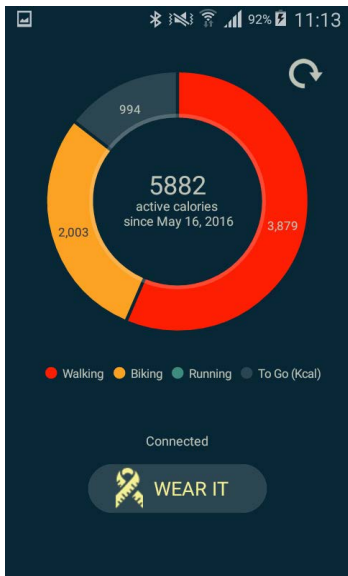 92% 11:13
994
5882
active calories
since May 16, 2016
2,003 3,879
Walking Biking Running To Go (Kcal)
Connected
WEAR IT